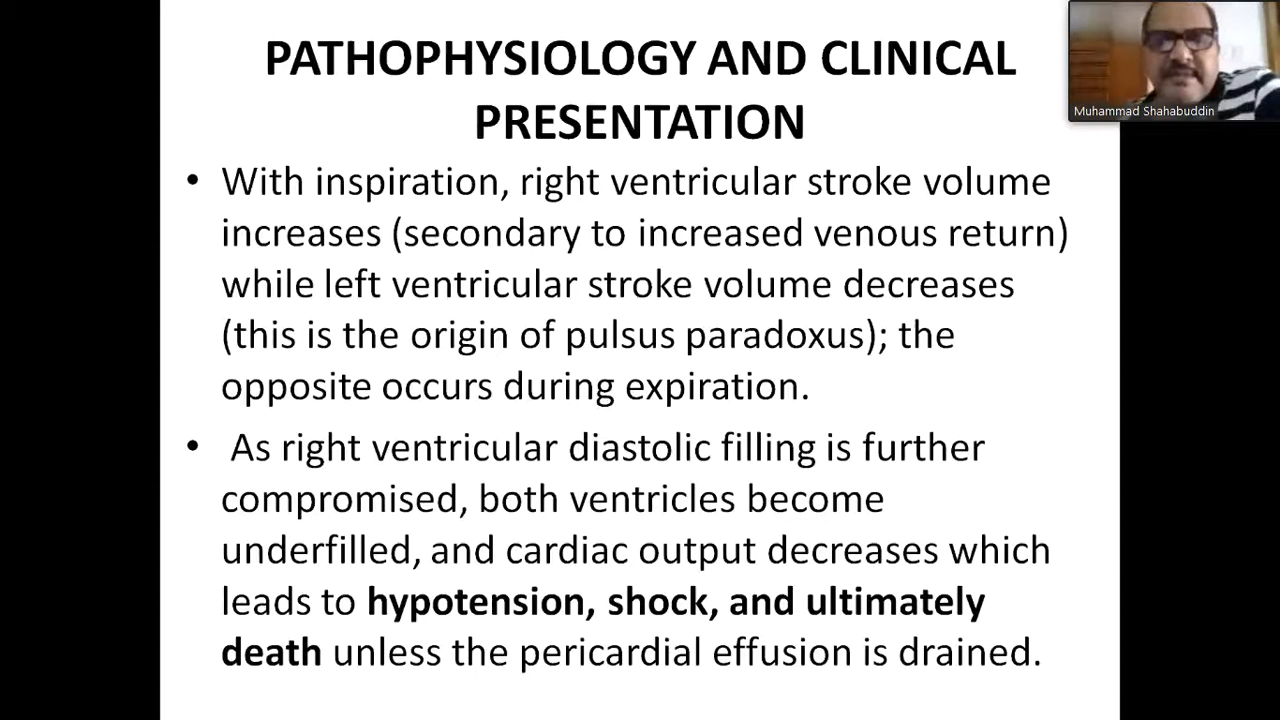 PATHOPHYSIOLOGY AND CLINICAL
PRESENTATION
Muhammad Shahabuddin
• With inspiration, right ventricular stroke volume
increases (secondary to increased venous return)
while left ventricular stroke volume decreases
(this is the origin of pulsus paradoxus); the
opposite occurs during expiration.
• As right ventricular diastolic filling is further
compromised, both ventricles become
underfilled, and cardiac output decreases which
leads to hypotension, shock, and ultimately
death unless the pericardial effusion is drained.